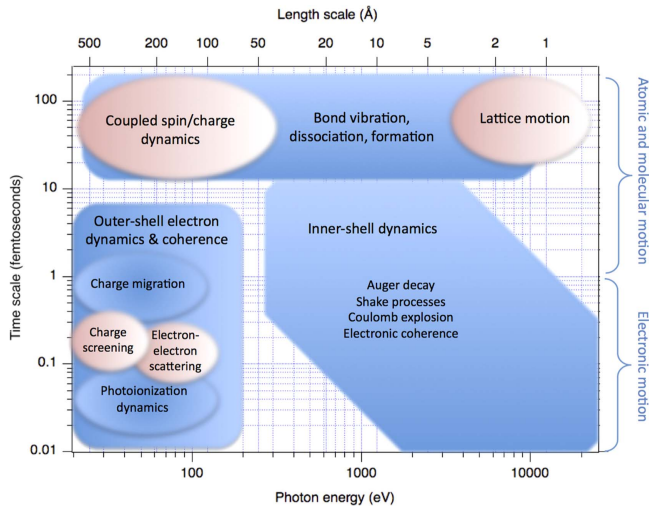 Length scale (Å)
500 200 100 50 20 10 5 2 1
Time scale (femtoseconds)
100
10
1
0.1
0.01
Coupled spin/charge
dynamics
Bond vibration,
dissociation, formation
Lattice motion
Outer-shell electron
dynamics & coherence
Charge migration
Charge
screening
Electron-
electron
scattering
Photoionization
dynamics
Inner-shell dynamics
Auger decay
Shake processes
Coulomb explosion
Electronic coherence
Atomic and molecular motion
Electronic motion
100 1000 10000
Photon energy (eV)